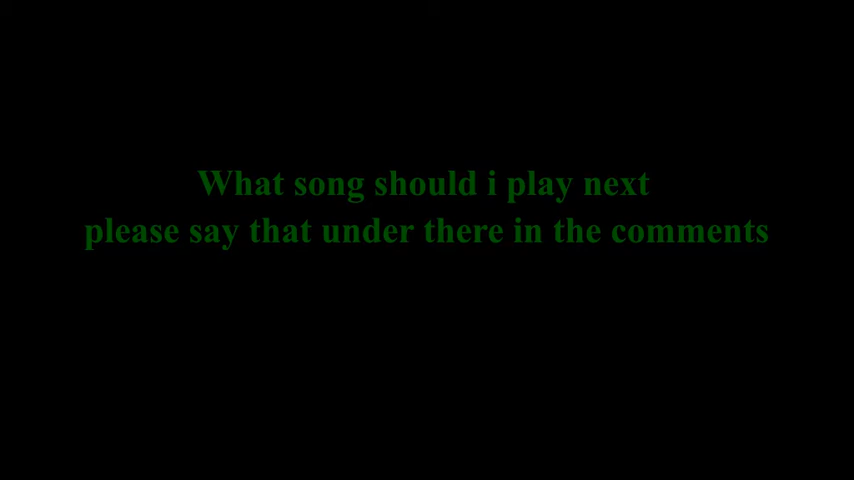 What song should i play next
please say that under there in the comments